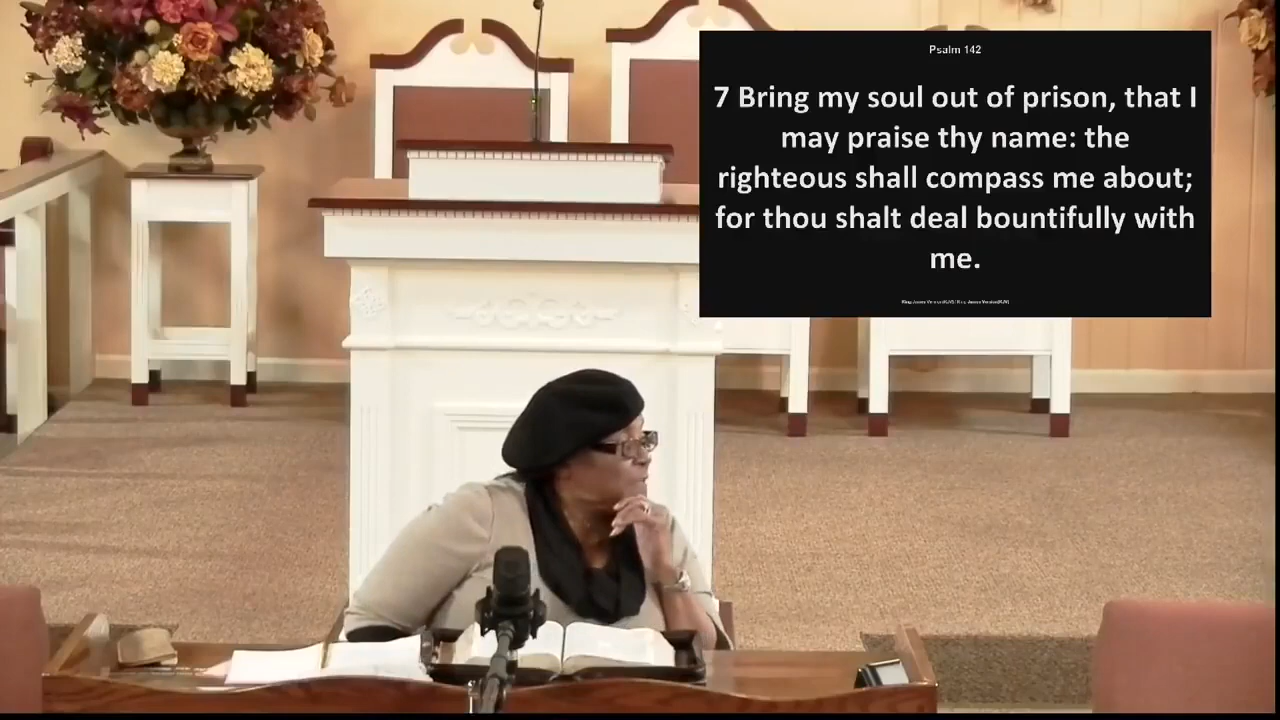 Psalm 142
7 Bring my soul out of prison, that I
may praise thy name: the
righteous shall compass me about;
for thou shalt deal bountifully with
me.